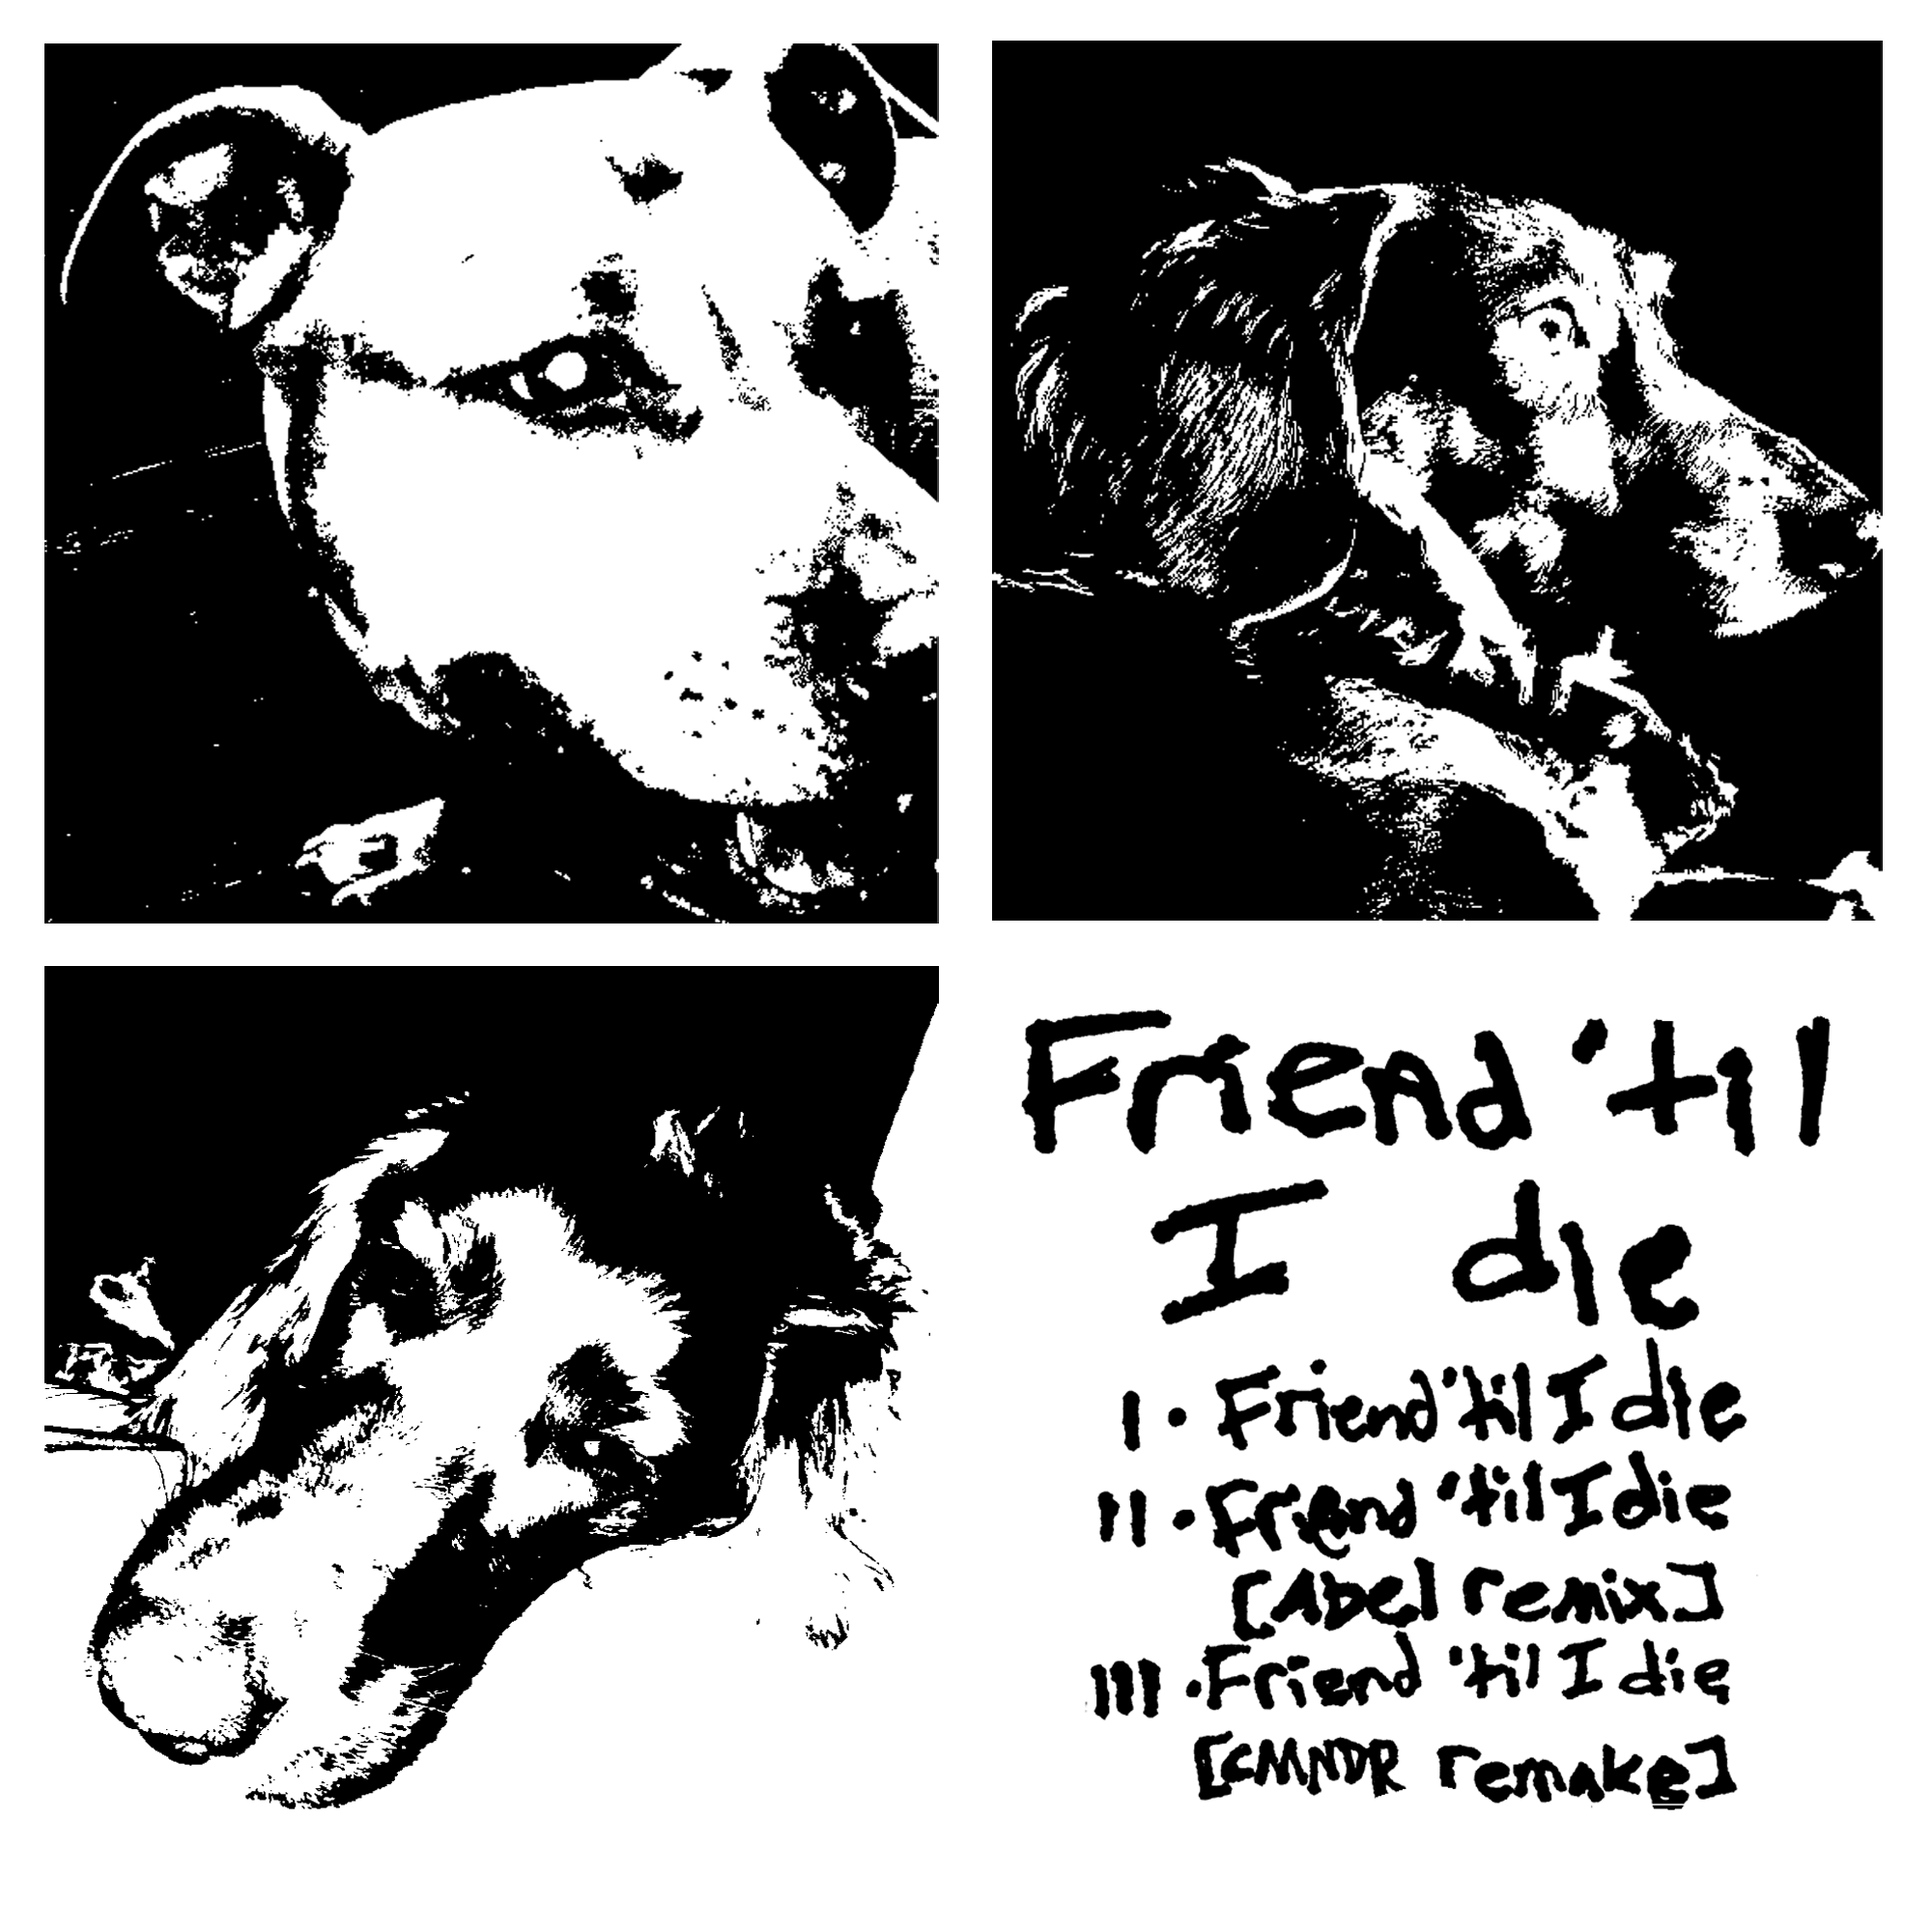 Friend 'til
I die
I. Friend 'til I die
II. Friend 'til I die
[Abel remix]
III. Friend 'til I die
[CMNDR remake]